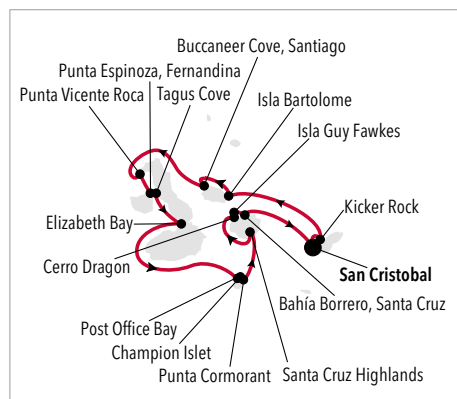 Buccaneer Cove, Santiago
Punta Espinoza, Fernandina
Isla Bartolome
Punta Vicente Roca
Tagus Cove
Isla Guy Fawkes
Kicker Rock
Elizabeth Bay
Cerro Dragon
San Cristobal
Bahía Borrero, Santa Cruz
Post Office Bay
Champion Islet
Punta Cormorant
Santa Cruz Highlands